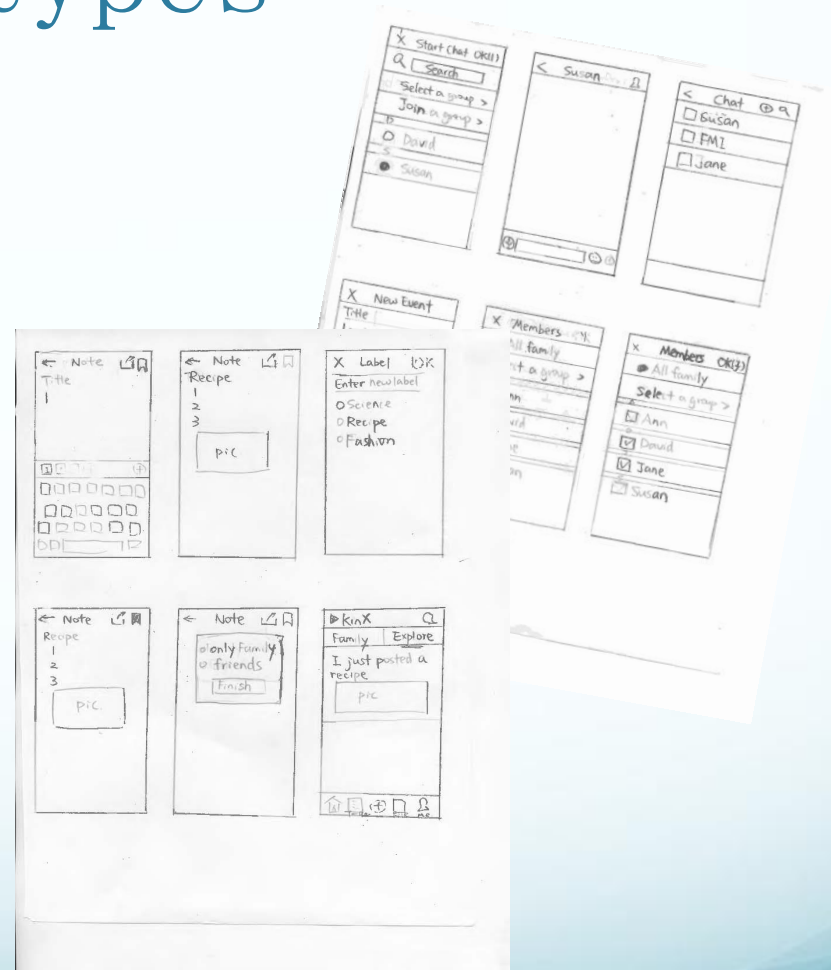 types
X Start Chat OK(1)
Search
Select a group >
Join a group >
D
David
S
Susan
< Susan
< Chat
Susan
FMI
Jane
X New Event
Title
X Members
All family
a group >
X Members OK(3)
All family
Select a group >
Ann
David
Jane
Susan
← Note
Title
1
← Note
Recipe
1
2
3
pic
X Label OK
Enter new label
Science
Recipe
Fashion
← Note
Recipe
1
2
3
pic
← Note
only Family
friends
Finish
KinX
Family Explore
I just posted a
recipe
pic
Me